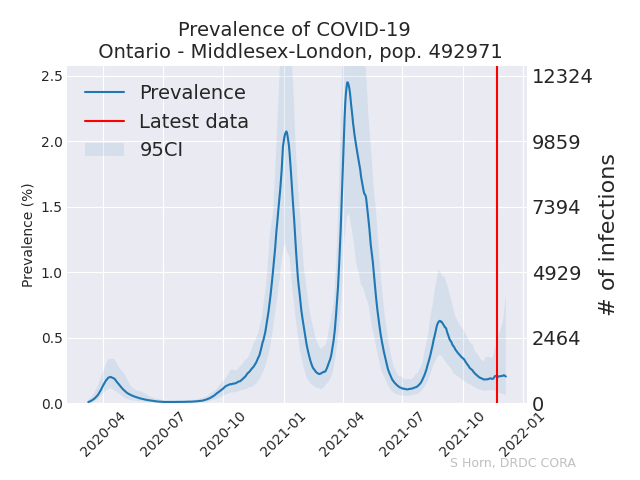 Prevalence of COVID-19
Ontario - Middlesex-London, pop. 492971
Prevalence
Latest data
95CI
Prevalence (%)
2.5
2.0
1.5
1.0
0.5
0.0
12324
9859
7394
4929
2464
0
# of infections
2020-04
2020-07
2020-10
2021-01
2021-04
2021-07
2021-10
2022-01
S Horn, DRDC CORA